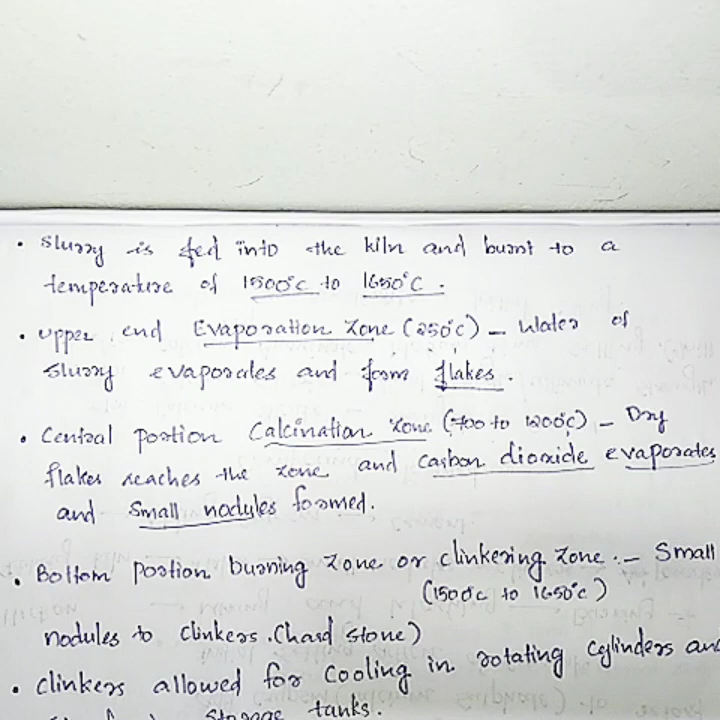 • Slurry is fed into the kiln and burnt to a
temperature of 1500°C to 1650°C.
• Upper end Evaporation Zone (250°C) – Water of
Slurry evaporates and form flakes.
• Central portion Calcination Zone (700 to 1200°C) – Dry
flakes reaches the zone and carbon dioxide evaporates
and small nodules formed.
• Bottom portion burning zone or clinkering zone. – Small
(1500°C to 1650°C)
nodules to clinkers. (hard stone)
• Clinkers allowed for cooling in rotating cylinders and
storage tanks.